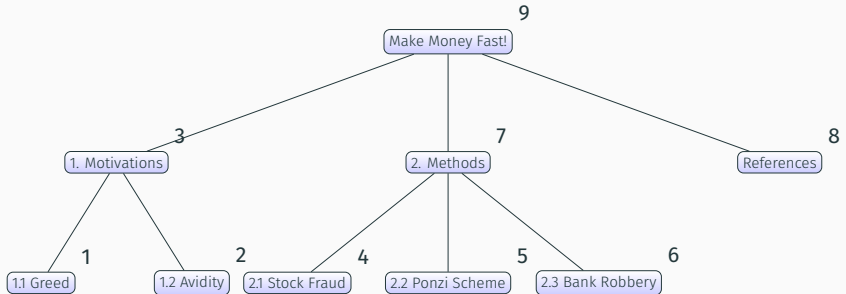 9
Make Money Fast!
3
7
8
1. Motivations
2. Methods
References
1
2
4
5
6
1.1 Greed
1.2 Avidity
2.1 Stock Fraud
2.2 Ponzi Scheme
2.3 Bank Robbery